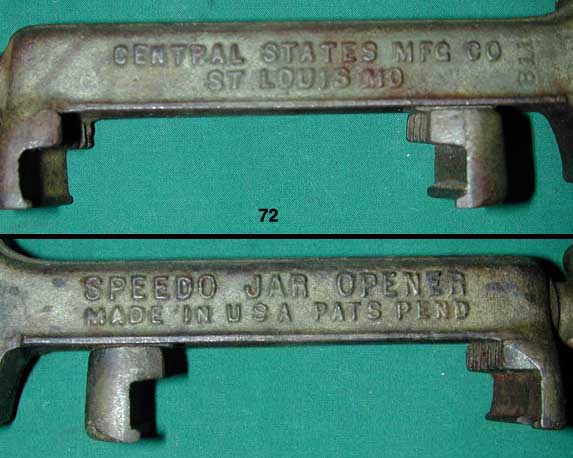 CENTRAL STATES MFG CO
ST LOUIS MO
72
SPEEDO JAR OPENER
MADE IN USA PATS PEND